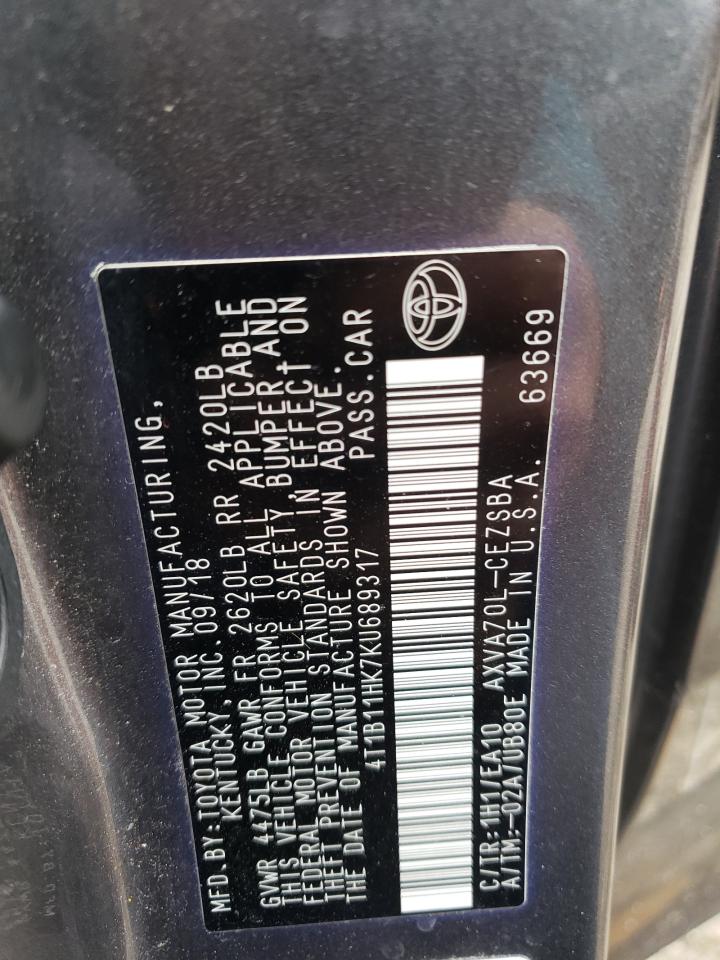 MFD. BY: TOYOTA MOTOR MANUFACTURING,
KENTUCKY, INC. 09/18
GVWR 4475LB GAWR FR 2620LB RR 2420LB
THIS VEHICLE CONFORMS TO ALL APPLICABLE
FEDERAL MOTOR VEHICLE SAFETY, BUMPER AND
THEFT PREVENTION STANDARDS IN EFFECT ON
THE DATE OF MANUFACTURE SHOWN ABOVE.
4T1B11HK7KU689317 PASS. CAR
C/TR: 1H1/EA10 AXVA70L-CEZSBA
A/TM: -02A/UB80E MADE IN U.S.A. 63669